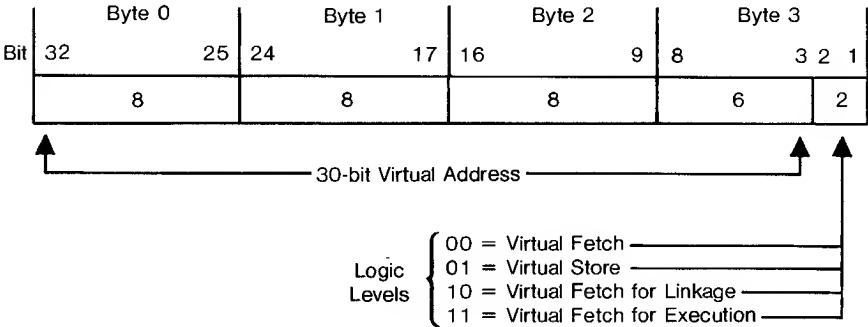 Byte 0 Byte 1 Byte 2 Byte 3
Bit 32 25 24 17 16 9 8 3 2 1
8 8 8 6 2
30-bit Virtual Address
00 = Virtual Fetch
Logic 01 = Virtual Store
Levels 10 = Virtual Fetch for Linkage
11 = Virtual Fetch for Execution